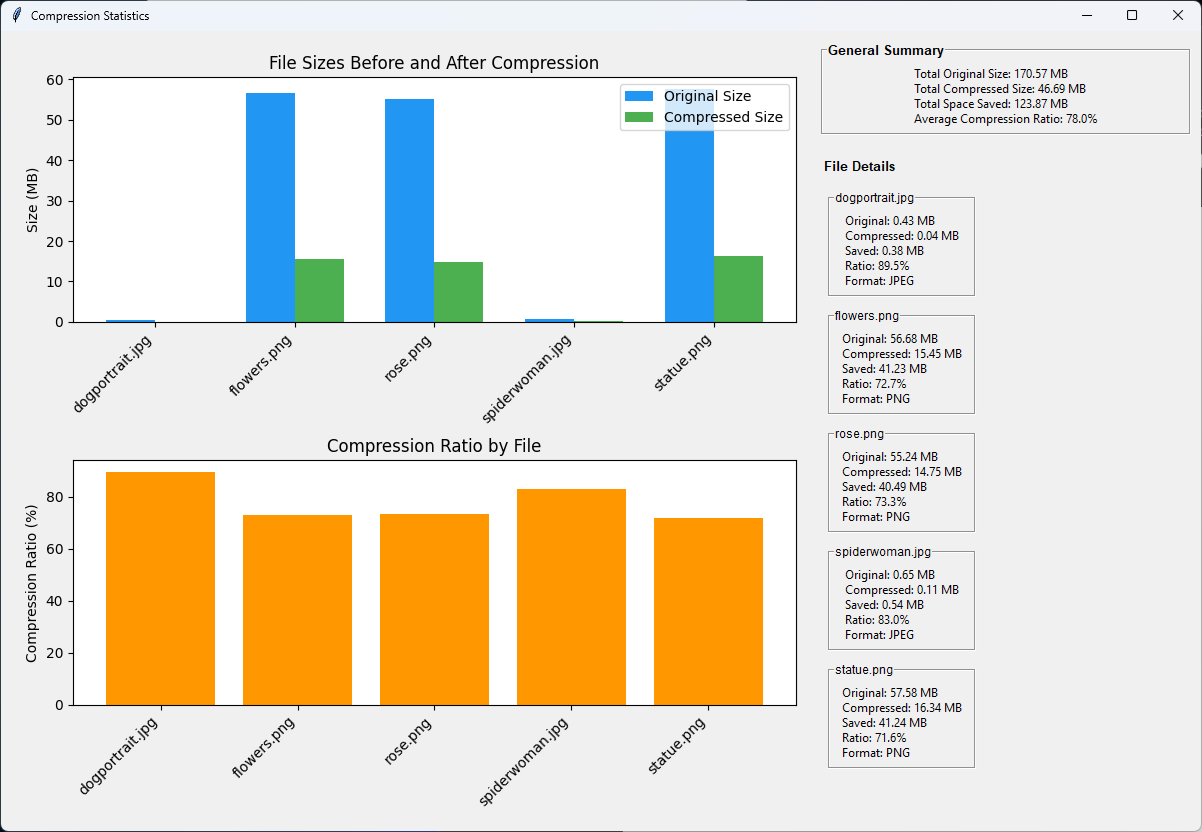 Compression Statistics
File Sizes Before and After Compression
Size (MB)
60
50
40
30
20
10
0
Original Size
Compressed Size
dogportrait.jpg
flowers.png
rose.png
spiderwoman.jpg
statue.png
Compression Ratio by File
Compression Ratio (%)
80
60
40
20
0
dogportrait.jpg
flowers.png
rose.png
spiderwoman.jpg
statue.png
General Summary
Total Original Size: 170.57 MB
Total Compressed Size: 46.69 MB
Total Space Saved: 123.87 MB
Average Compression Ratio: 78.0%
File Details
dogportrait.jpg
Original: 0.43 MB
Compressed: 0.04 MB
Saved: 0.38 MB
Ratio: 89.5%
Format: JPEG
flowers.png
Original: 56.68 MB
Compressed: 15.45 MB
Saved: 41.23 MB
Ratio: 72.7%
Format: PNG
rose.png
Original: 55.24 MB
Compressed: 14.75 MB
Saved: 40.49 MB
Ratio: 73.3%
Format: PNG
spiderwoman.jpg
Original: 0.65 MB
Compressed: 0.11 MB
Saved: 0.54 MB
Ratio: 83.0%
Format: JPEG
statue.png
Original: 57.58 MB
Compressed: 16.34 MB
Saved: 41.24 MB
Ratio: 71.6%
Format: PNG